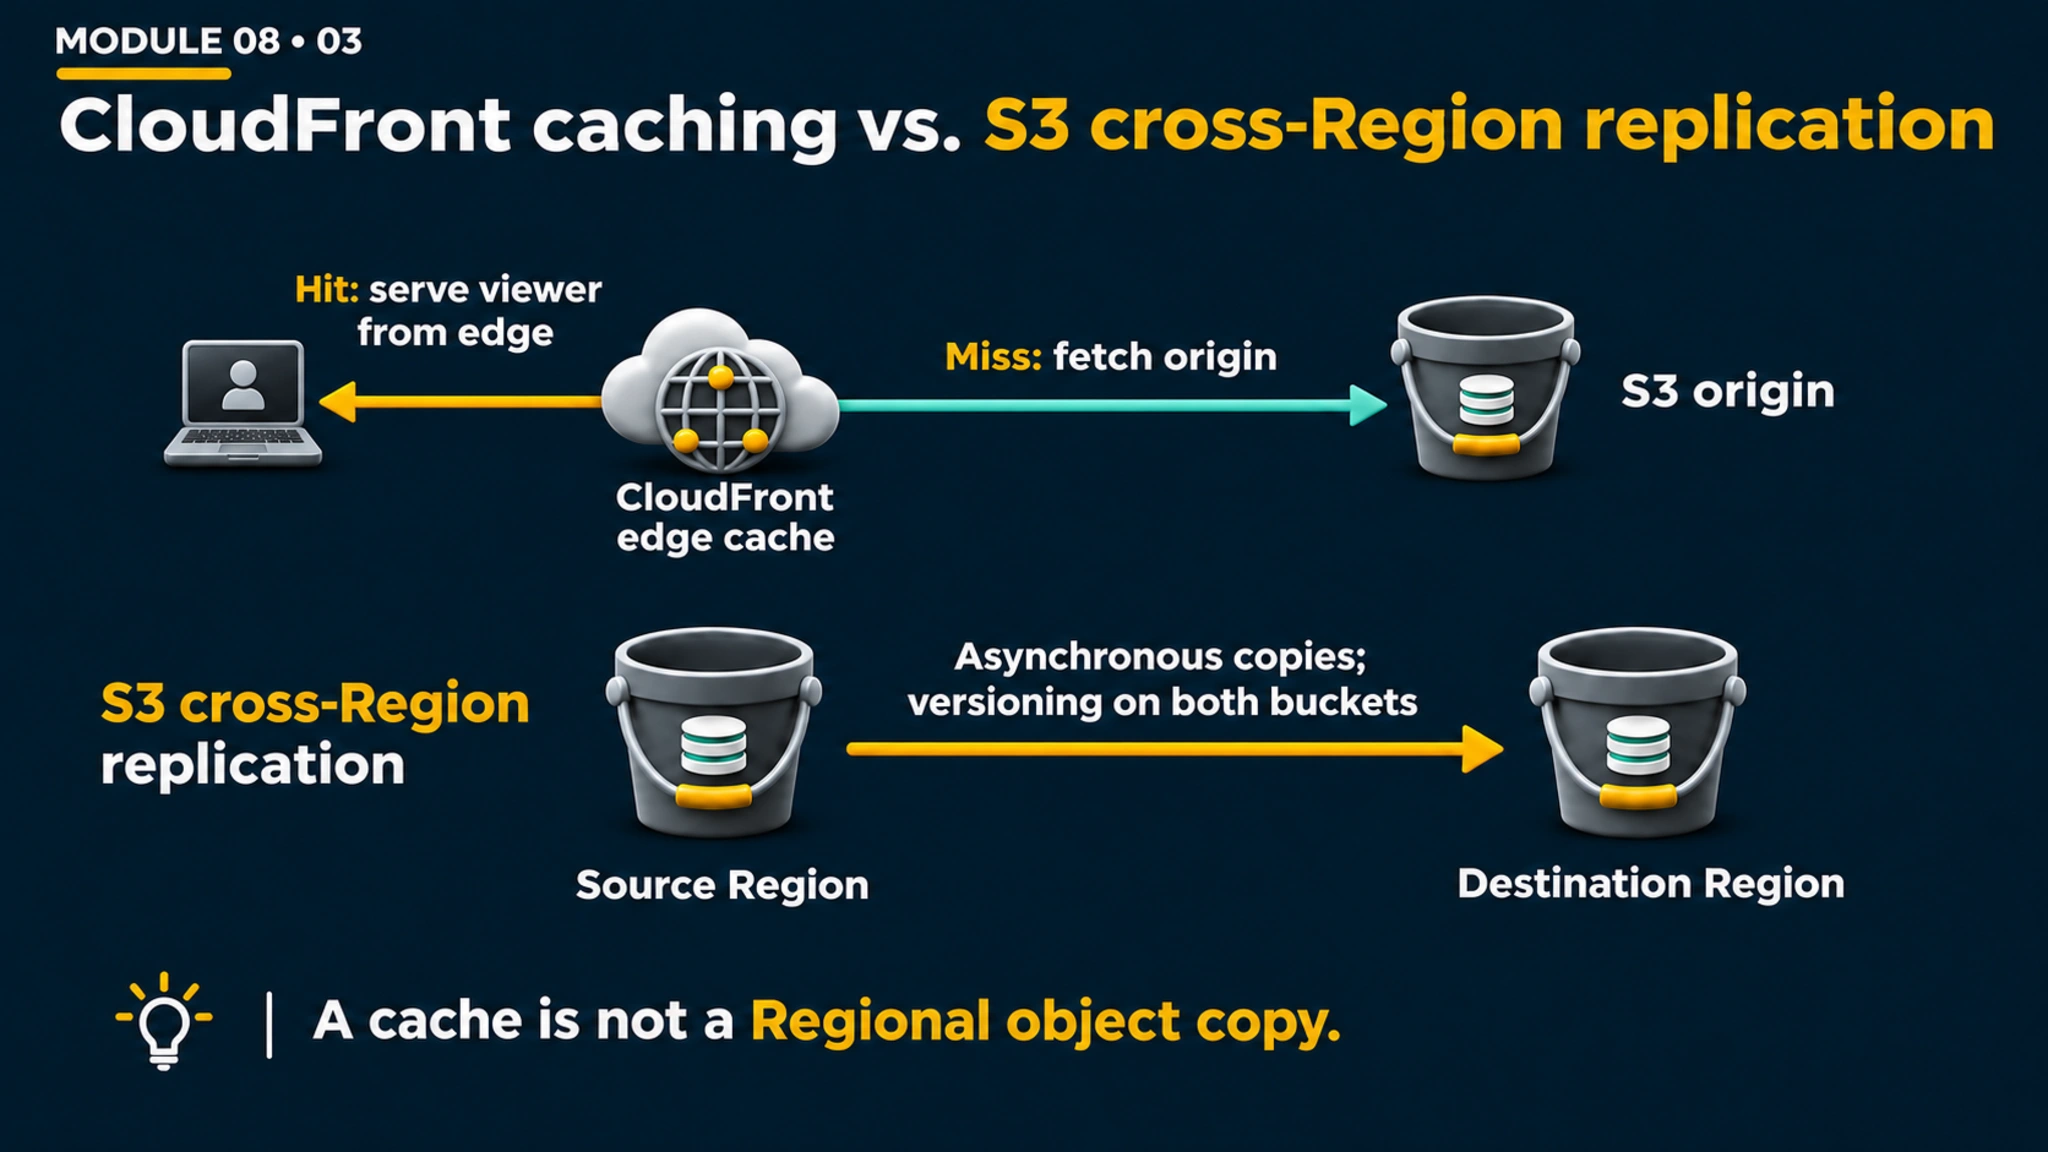 MODULE 08 • 03
CloudFront caching vs. S3 cross-Region replication
Hit: serve viewer
from edge
Miss: fetch origin
S3 origin
CloudFront
edge cache
S3 cross-Region
replication
Asynchronous copies;
versioning on both buckets
Source Region
Destination Region
A cache is not a Regional object copy.